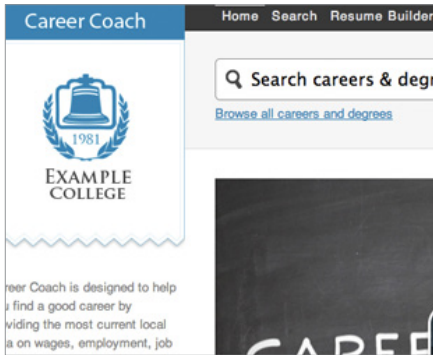 Career Coach
Home Search Resume Builder
Search careers & degr
Browse all careers and degrees
1981
EXAMPLE
COLLEGE
reer Coach is designed to help
u find a good career by
viding the most current local
a on wages, employment, job
CAREE